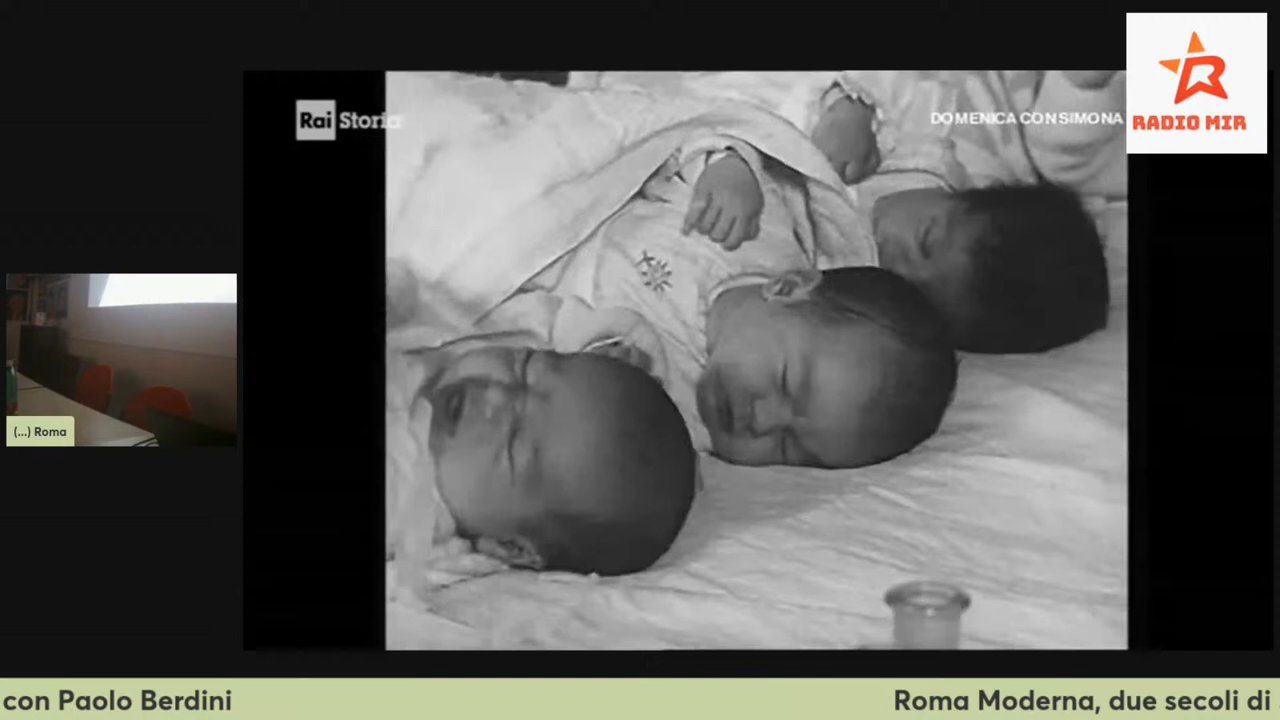 Rai Storia
DOMENICA CON SIMONA
RADIO MIR
(...) Roma
con Paolo Berdini
Roma Moderna, due secoli di